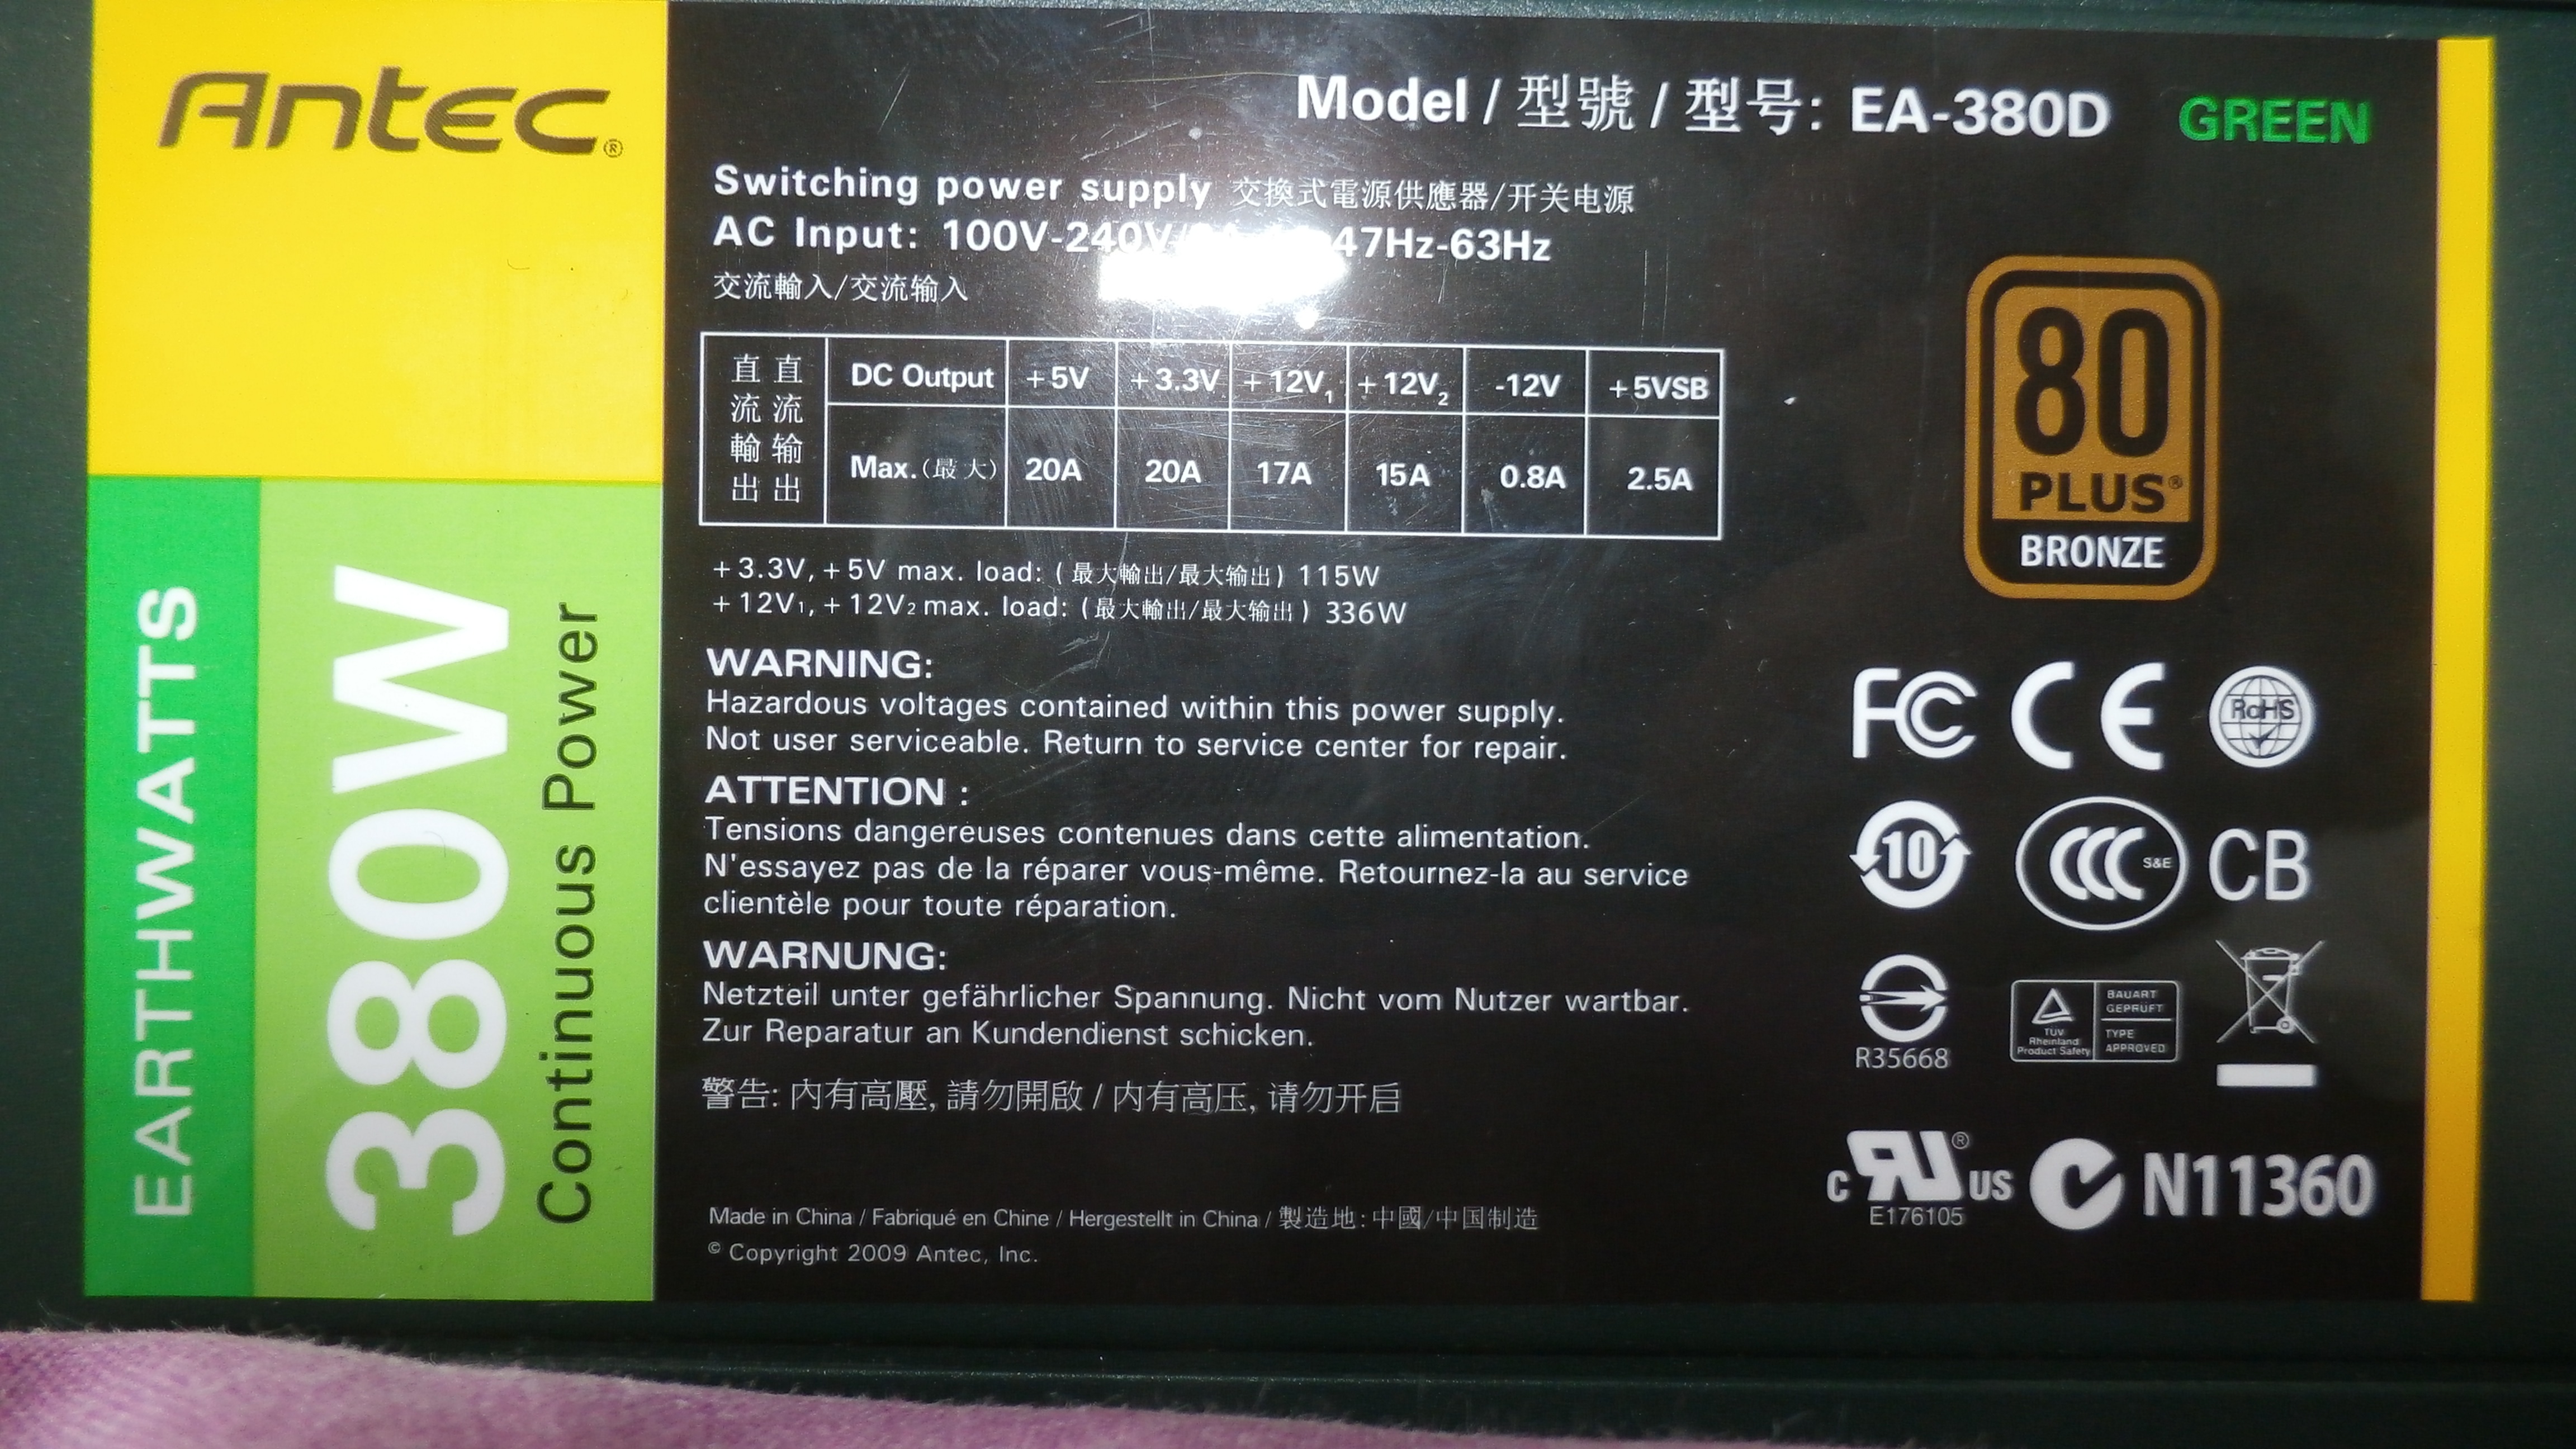 Antec®
EARTHWATTS
380W
Continuous Power
Model / 型號 / 型号: EA-380D GREEN
Switching power supply 交換式電源供應器/开关电源
AC Input: 100V-240V 47Hz-63Hz
交流輸入/交流输入
直流輸出 直流输出
DC Output +5V +3.3V +12V1 +12V2 -12V +5VSB
Max.(最大) 20A 20A 17A 15A 0.8A 2.5A
+3.3V,+5V max. load: (最大輸出/最大输出) 115W
+12V1,+12V2 max. load: (最大輸出/最大输出) 336W
WARNING:
Hazardous voltages contained within this power supply.
Not user serviceable. Return to service center for repair.
ATTENTION :
Tensions dangereuses contenues dans cette alimentation.
N'essayez pas de la réparer vous-même. Retournez-la au service
clientèle pour toute réparation.
WARNUNG:
Netzteil unter gefährlicher Spannung. Nicht vom Nutzer wartbar.
Zur Reparatur an Kundendienst schicken.
警告: 內有高壓, 請勿開啟 / 内有高压, 请勿开启
Made in China / Fabriqué en Chine / Hergestellt in China / 製造地:中國/中国制造
© Copyright 2009 Antec, Inc.
80
PLUS®
BRONZE
FC CE RoHS
10 CCC S&E CB
R35668
TÜV
Rheinland
Product Safety
BAUART
GEPRÜFT
TYPE
APPROVED
c RU® US
E176105
N11360